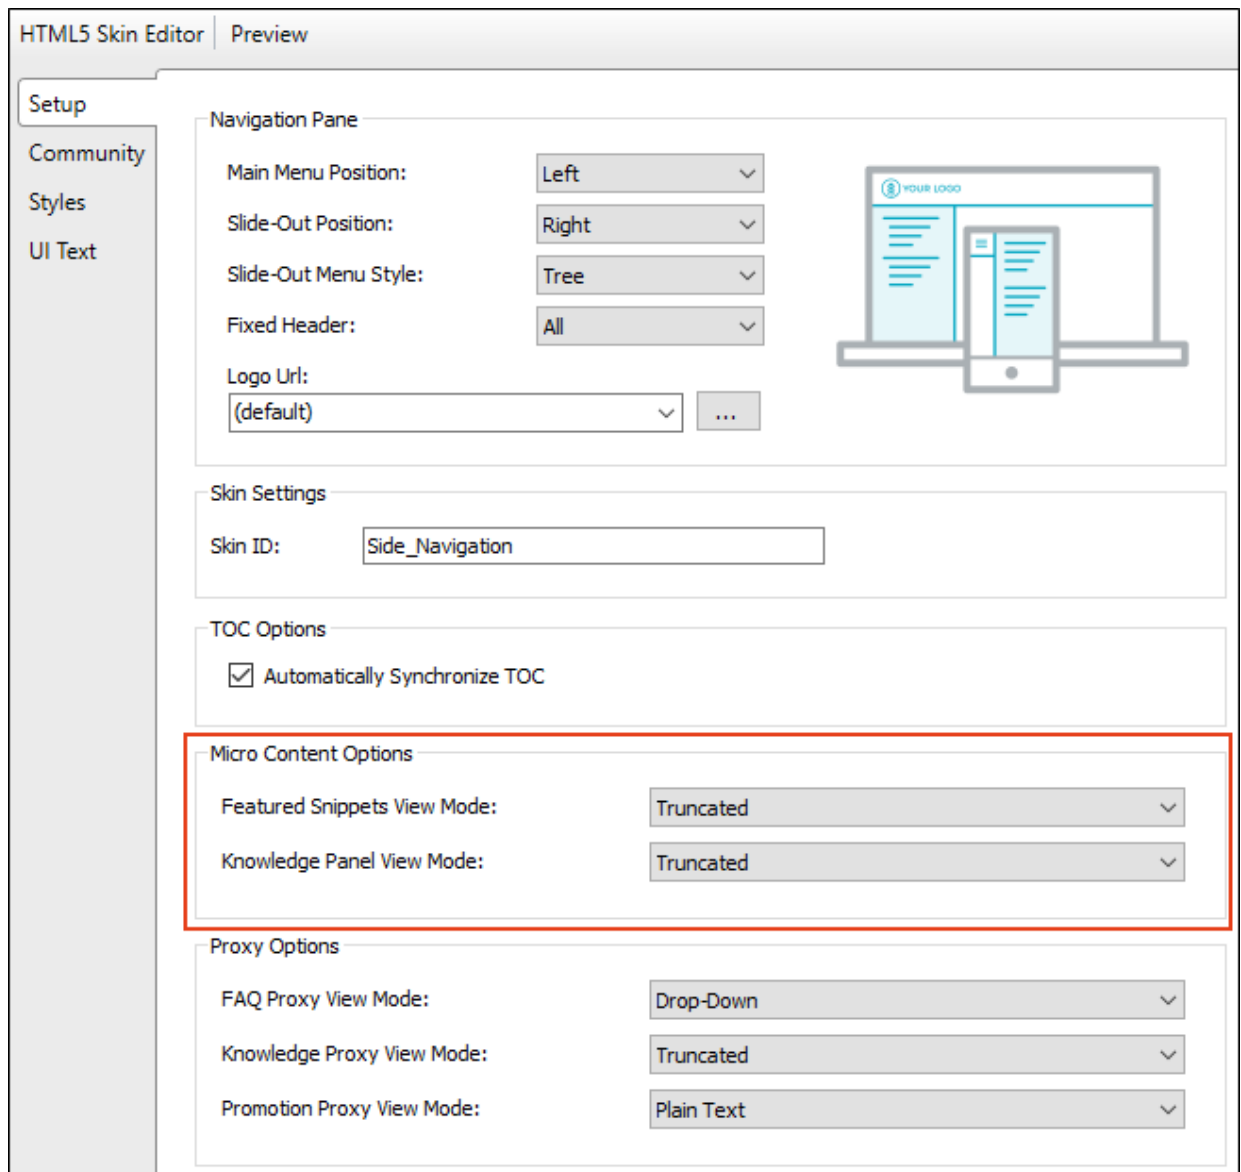 HTML5 Skin Editor Preview
Setup
Community
Styles
UI Text
Navigation Pane
Main Menu Position: Left
Slide-Out Position: Right
Slide-Out Menu Style: Tree
Fixed Header: All
Logo Url:
(default) ...
YOUR LOGO
Skin Settings
Skin ID: Side_Navigation
TOC Options
Automatically Synchronize TOC
Micro Content Options
Featured Snippets View Mode: Truncated
Knowledge Panel View Mode: Truncated
Proxy Options
FAQ Proxy View Mode: Drop-Down
Knowledge Proxy View Mode: Truncated
Promotion Proxy View Mode: Plain Text